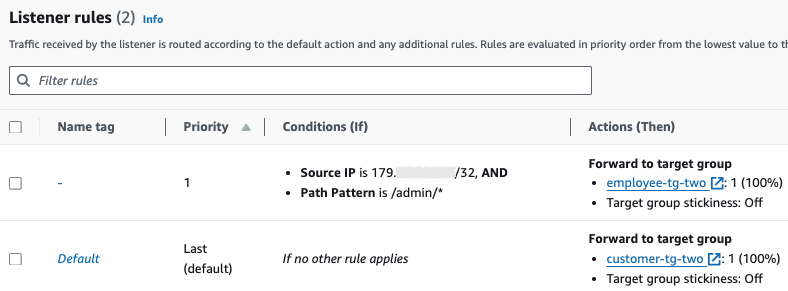 Listener rules (2) Info
Traffic received by the listener is routed according to the default action and any additional rules. Rules are evaluated in priority order from the lowest value to
Filter rules
Name tag Priority Conditions (If) Actions (Then)
- 1 • Source IP is 179. /32, AND
• Path Pattern is /admin/*
Forward to target group
• employee-tg-two : 1 (100%)
• Target group stickiness: Off
Default Last (default) If no other rule applies
Forward to target group
• customer-tg-two : 1 (100%)
• Target group stickiness: Off